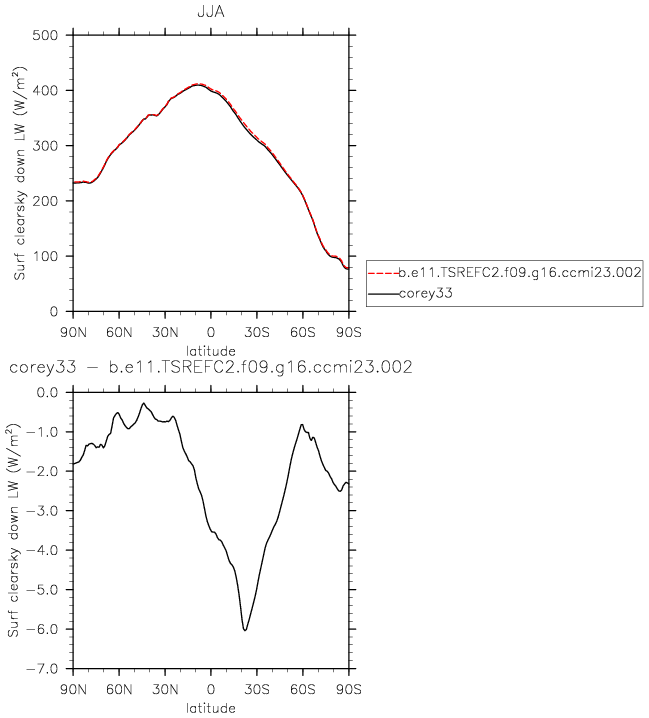 JJA
Surf clearsky down LW (W/m²)
500
400
300
200
100
0
90N 60N 30N 0 30S 60S 90S
latitude
b.e11.TSREFC2.f09.g16.ccmi23.002
corey33
corey33 − b.e11.TSREFC2.f09.g16.ccmi23.002
Surf clearsky down LW (W/m²)
0.0
−1.0
−2.0
−3.0
−4.0
−5.0
−6.0
−7.0
90N 60N 30N 0 30S 60S 90S
latitude